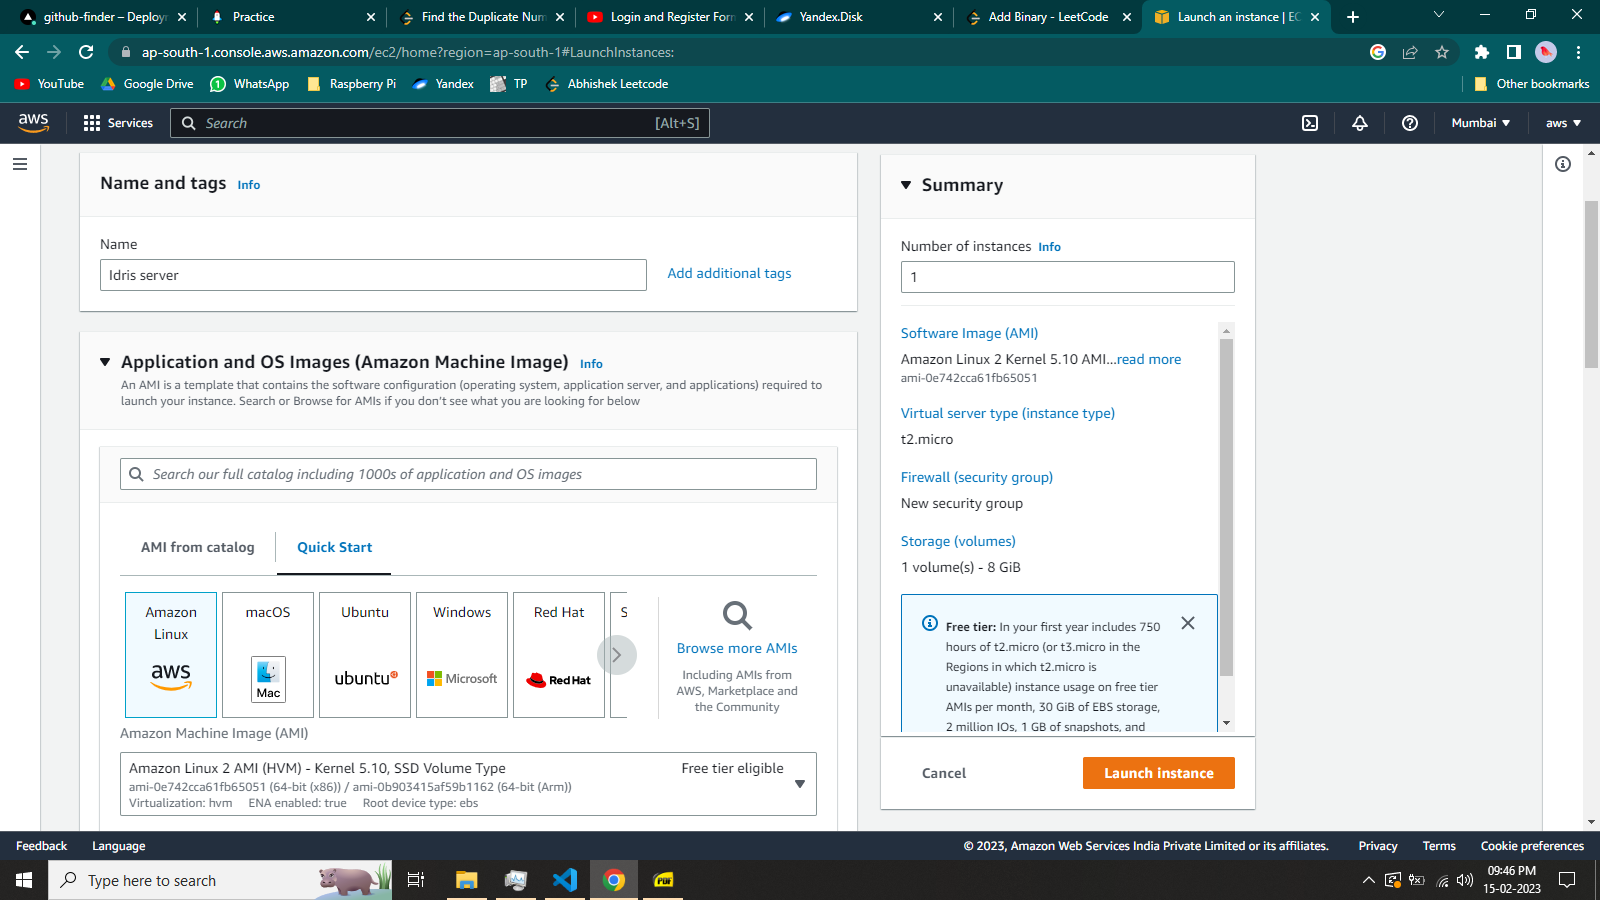 github-finder – Deployn
Practice
Find the Duplicate Num
Login and Register Form
Yandex.Disk
Add Binary - LeetCode
Launch an instance | EC
ap-south-1.console.aws.amazon.com/ec2/home?region=ap-south-1#LaunchInstances:
YouTube
Google Drive
WhatsApp
Raspberry Pi
Yandex
TP
Abhishek Leetcode
Other bookmarks
aws
Services
Search
[Alt+S]
Mumbai
aws
Name and tags Info
Name
Idris server
Add additional tags
Application and OS Images (Amazon Machine Image) Info
An AMI is a template that contains the software configuration (operating system, application server, and applications) required to
launch your instance. Search or Browse for AMIs if you don’t see what you are looking for below
Search our full catalog including 1000s of application and OS images
AMI from catalog
Quick Start
Amazon
Linux
aws
macOS
Mac
Ubuntu
ubuntu
Windows
Microsoft
Red Hat
Red Hat
S
Browse more AMIs
Including AMIs from
AWS, Marketplace and
the Community
Amazon Machine Image (AMI)
Amazon Linux 2 AMI (HVM) - Kernel 5.10, SSD Volume Type
Free tier eligible
ami-0e742cca61fb65051 (64-bit (x86)) / ami-0b903415af59b1162 (64-bit (Arm))
Virtualization: hvm ENA enabled: true Root device type: ebs
Summary
Number of instances Info
1
Software Image (AMI)
Amazon Linux 2 Kernel 5.10 AMI...read more
ami-0e742cca61fb65051
Virtual server type (instance type)
t2.micro
Firewall (security group)
New security group
Storage (volumes)
1 volume(s) - 8 GiB
Free tier: In your first year includes 750
hours of t2.micro (or t3.micro in the
Regions in which t2.micro is
unavailable) instance usage on free tier
AMIs per month, 30 GiB of EBS storage,
2 million IOs, 1 GB of snapshots, and
Cancel
Launch instance
Feedback
Language
© 2023, Amazon Web Services India Private Limited or its affiliates.
Privacy
Terms
Cookie preferences
Type here to search
PDF
09:46 PM
15-02-2023